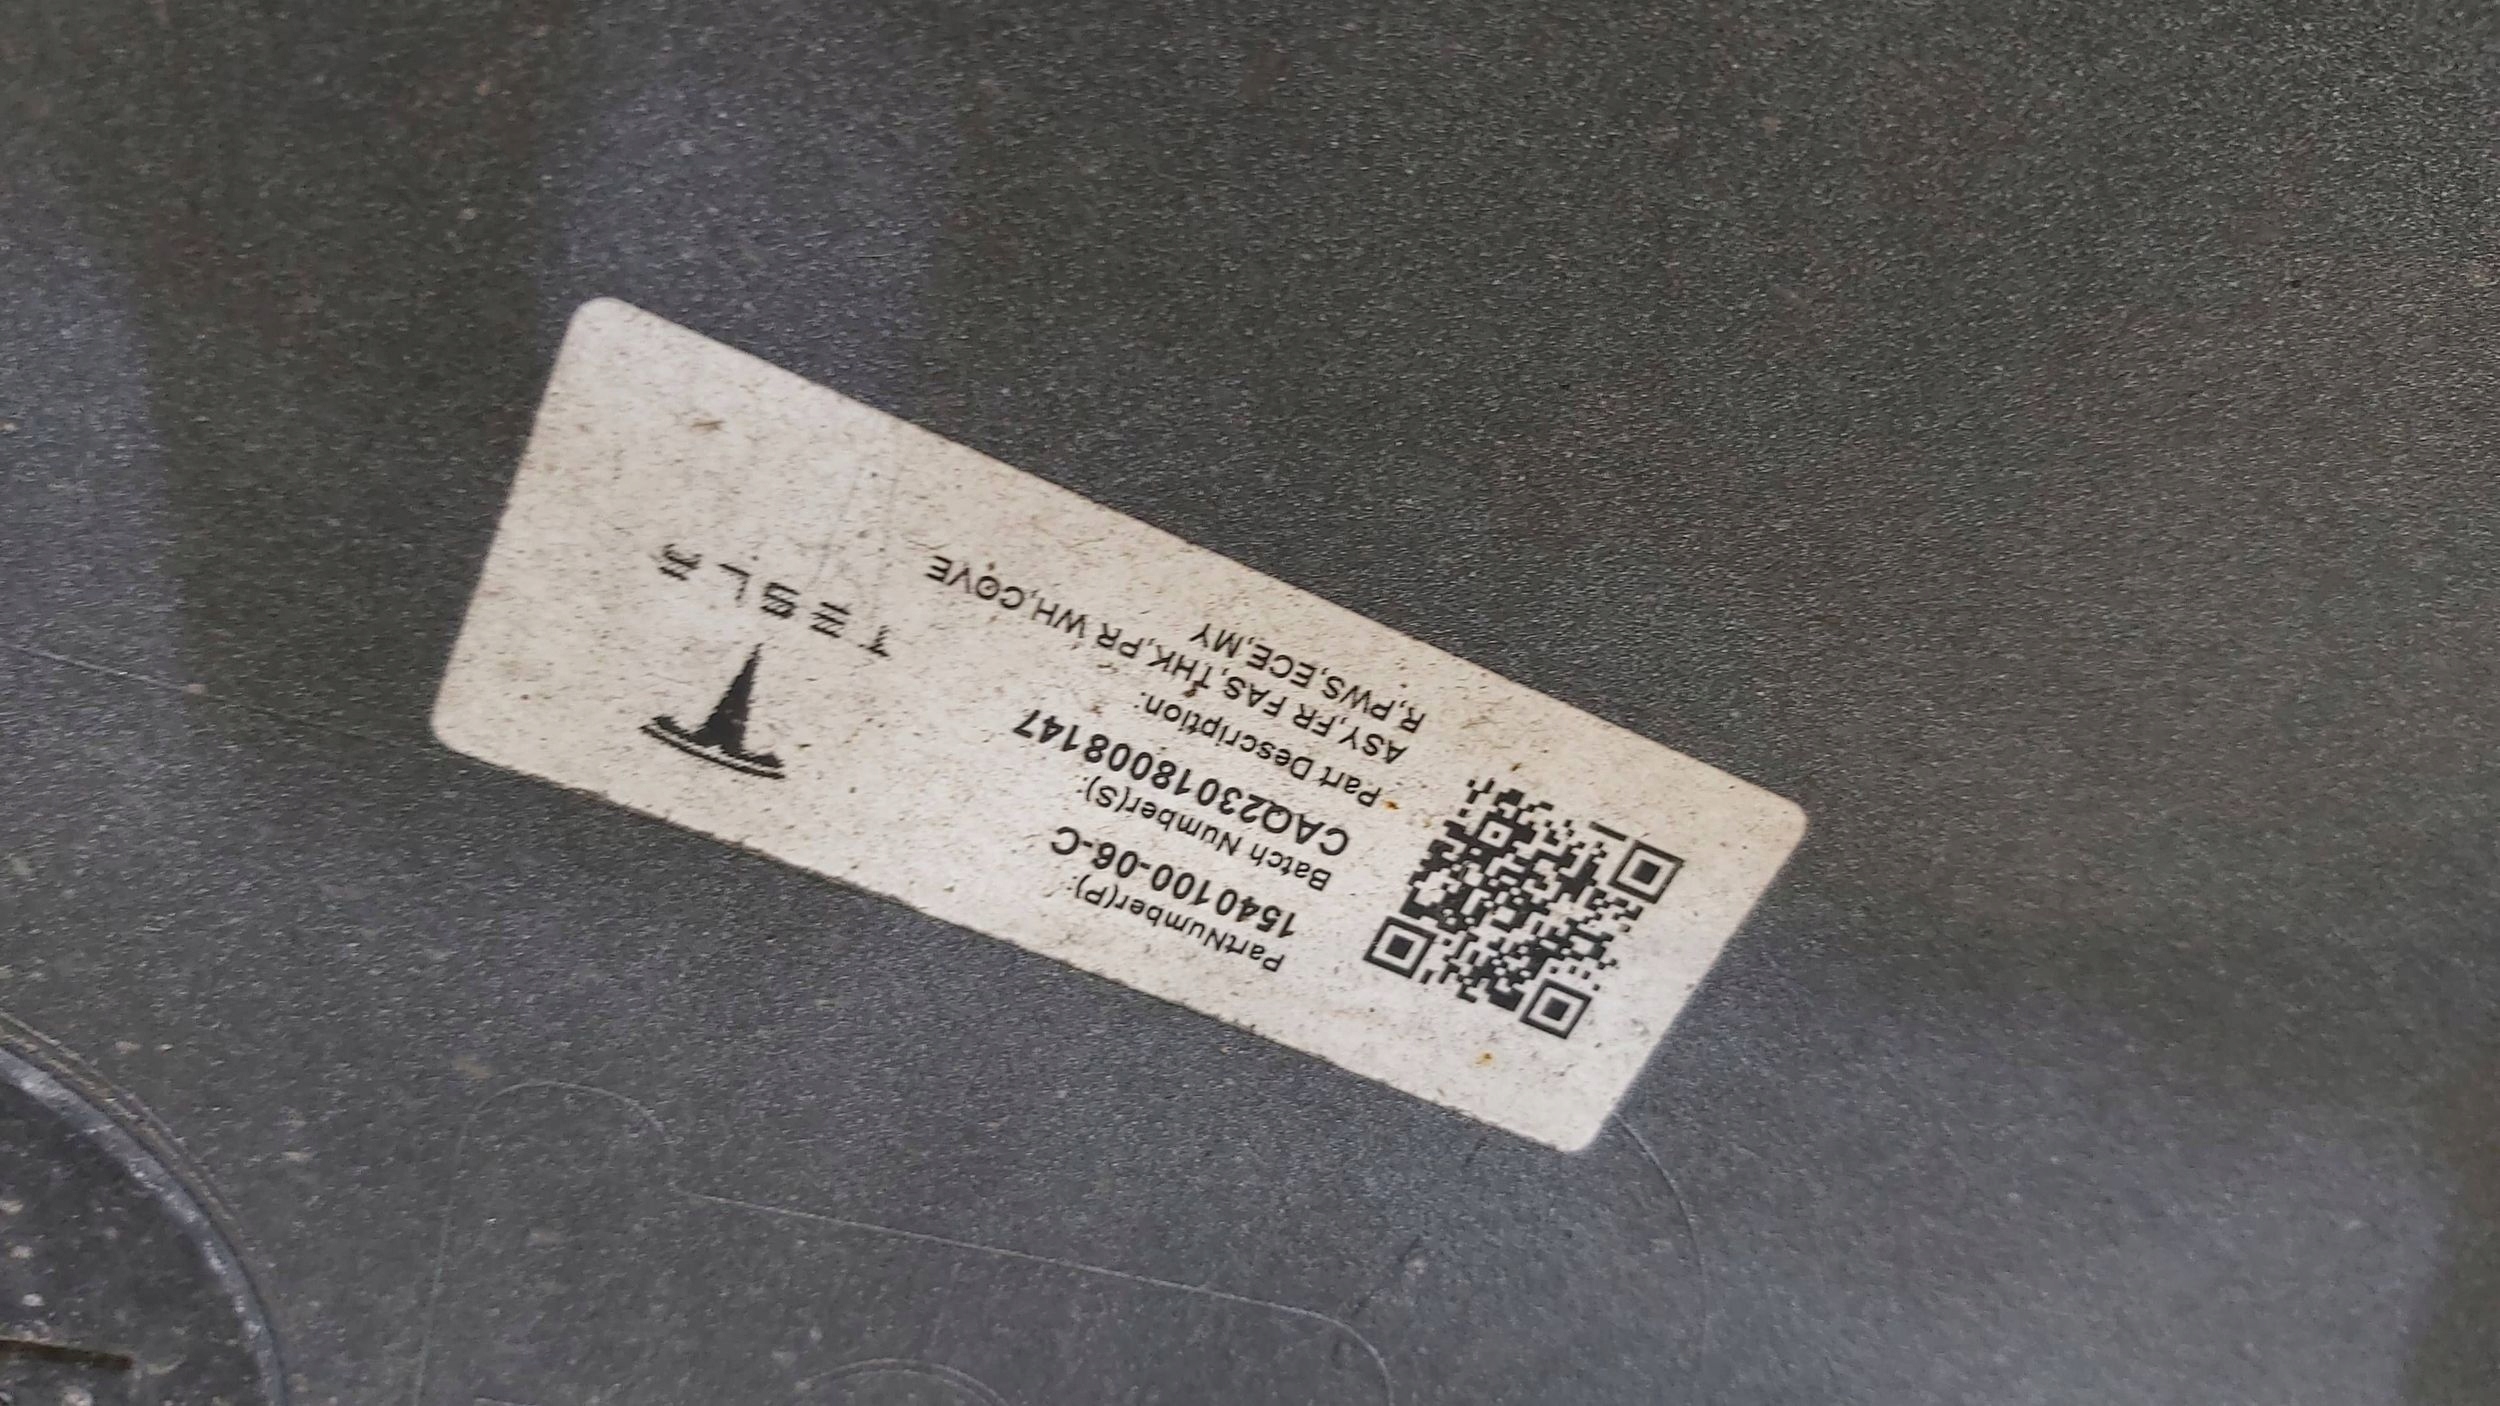 PartNumber(P):
1540100-06-C
Batch Number(S):
CAQ23018008147
Part Description:
ASY,FR FAS,THK,PR WH,COVE
R,PWS,ECE,MY
TESLA